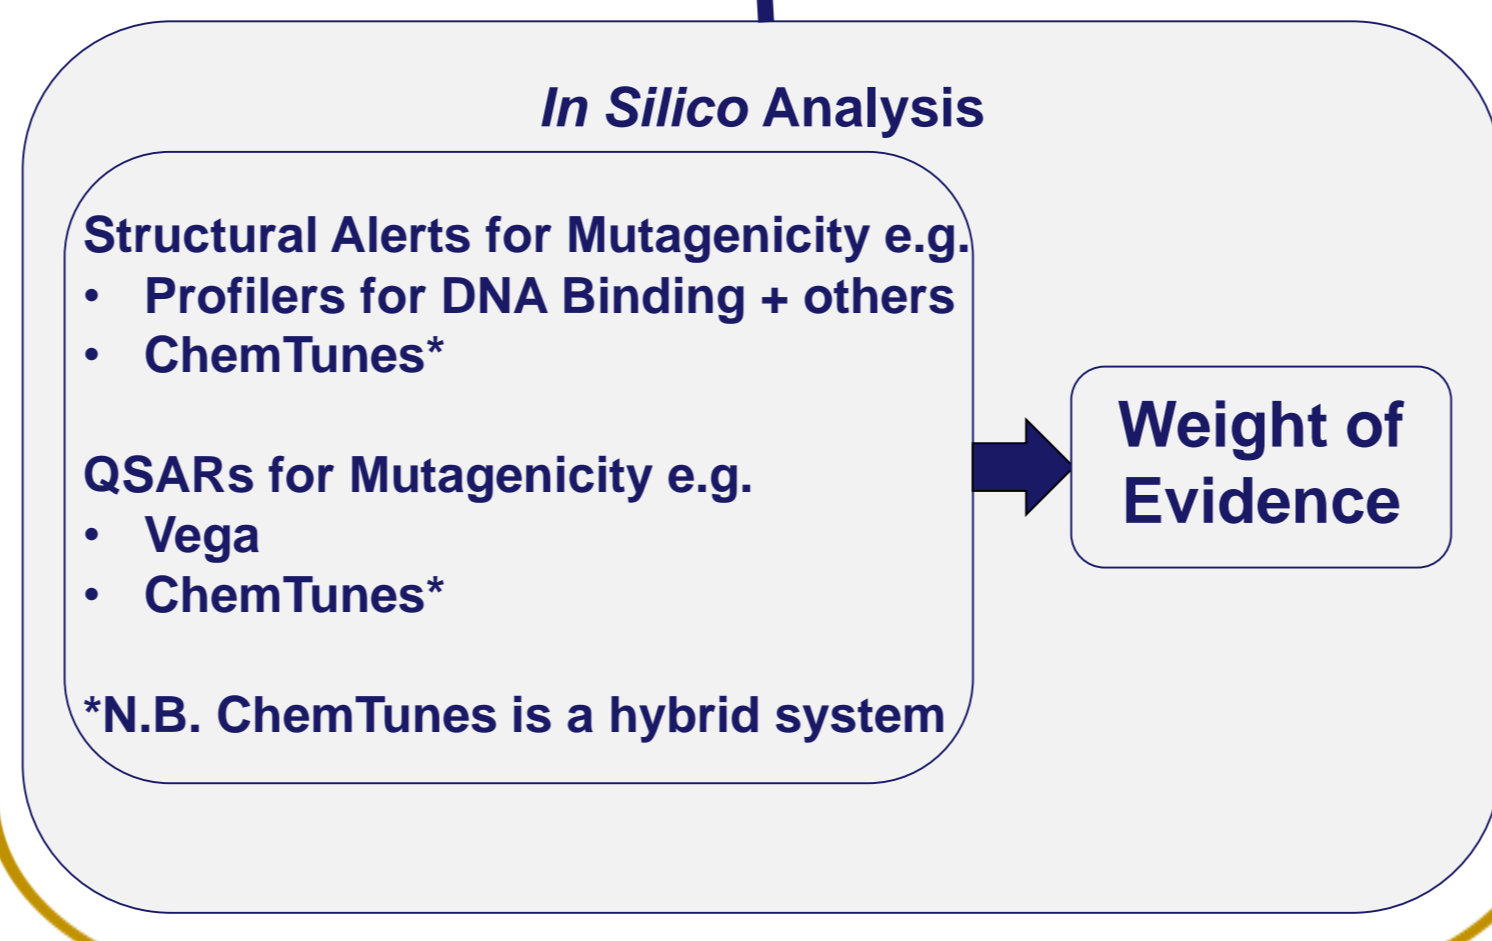 In Silico Analysis
Structural Alerts for Mutagenicity e.g.
• Profilers for DNA Binding + others
• ChemTunes*
QSARs for Mutagenicity e.g.
• Vega
• ChemTunes*
*N.B. ChemTunes is a hybrid system
Weight of
Evidence